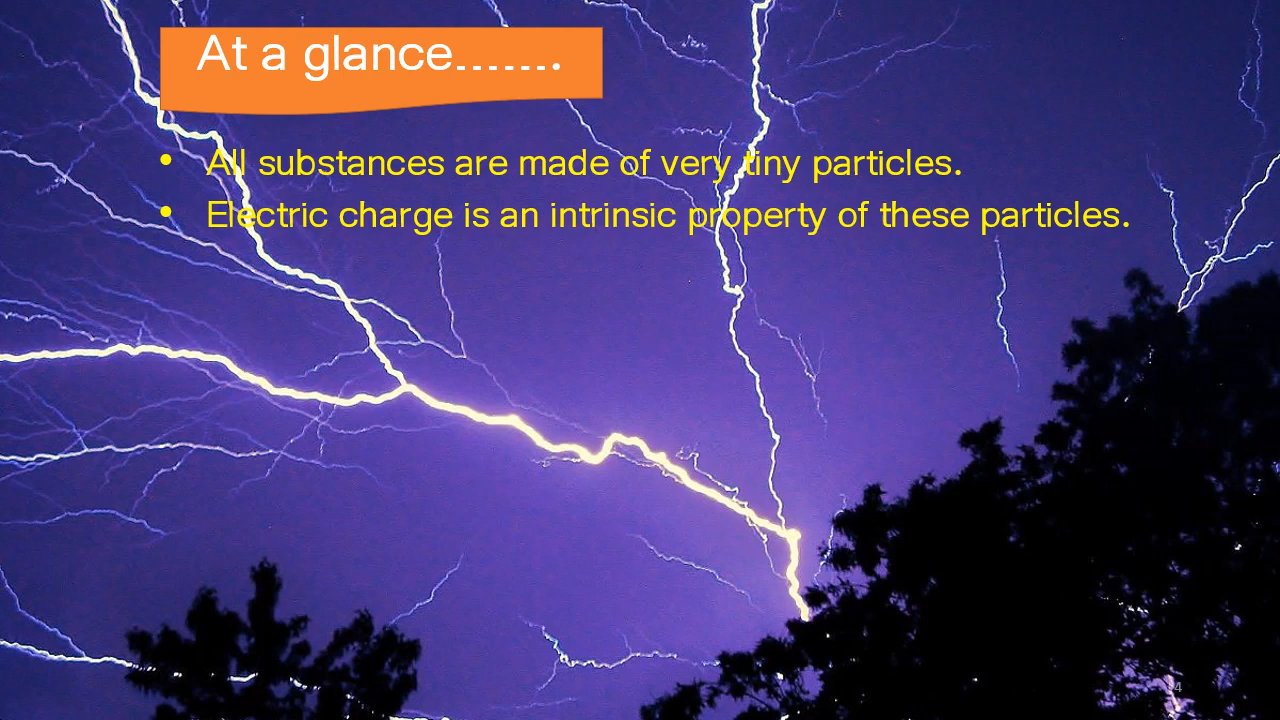 At a glance…….
• All substances are made of very tiny particles.
• Electric charge is an intrinsic property of these particles.
4